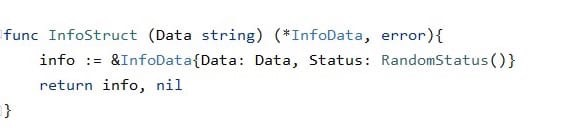 func InfoStruct (Data string) (*InfoData, error){
    info := &InfoData{Data: Data, Status: RandomStatus()}
    return info, nil
}